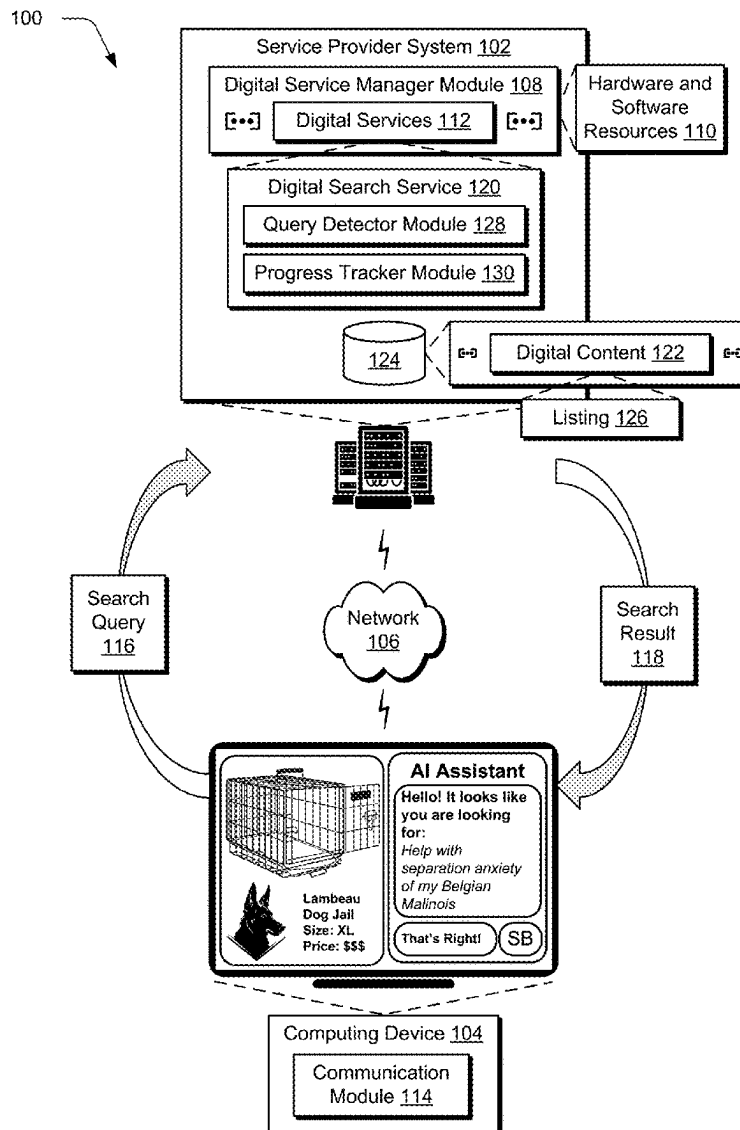 100
Service Provider System 102
Digital Service Manager Module 108
Digital Services 112
Hardware and
Software
Resources 110
Digital Search Service 120
Query Detector Module 128
Progress Tracker Module 130
124
Digital Content 122
Listing 126
Search
Query
116
Network
106
Search
Result
118
Lambeau
Dog Jail
Size: XL
Price: $$$
AI Assistant
Hello! It looks like
you are looking
for:
Help with
separation anxiety
of my Belgian
Malinois
That's Right!
SB
Computing Device 104
Communication
Module 114